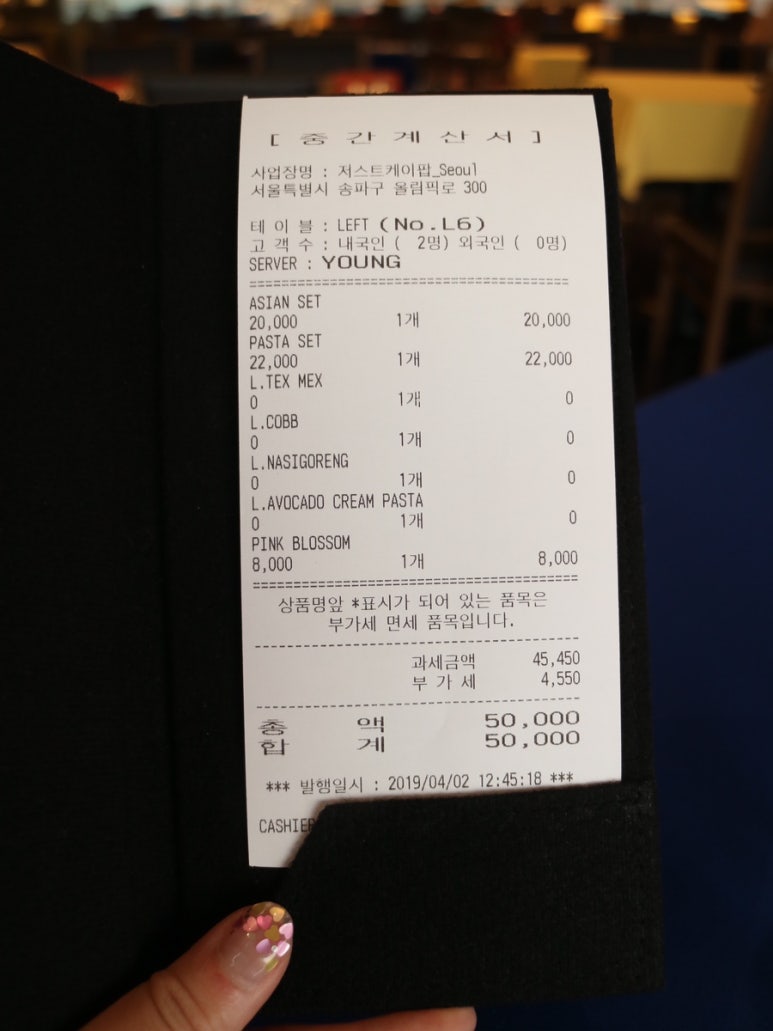 [ 중 간 계 산 서 ]
사업장명 : 저스트케이팝_Seoul
서울특별시 송파구 올림픽로 300
테 이 블 : LEFT (No.L6)
고 객 수 : 내국인 ( 2명) 외국인 ( 0명)
SERVER : YOUNG
========================================
ASIAN SET
20,000 1개 20,000
PASTA SET
22,000 1개 22,000
L.TEX MEX
0 1개 0
L.COBB
0 1개 0
L.NASIGORENG
0 1개 0
L.AVOCADO CREAM PASTA
0 1개 0
PINK BLOSSOM
8,000 1개 8,000
========================================
상품명앞 *표시가 되어 있는 품목은
부가세 면세 품목입니다.
----------------------------------------
과세금액 45,450
부 가 세 4,550
----------------------------------------
총 액 50,000
합 계 50,000
*** 발행일시 : 2019/04/02 12:45:18 ***
CASHIER